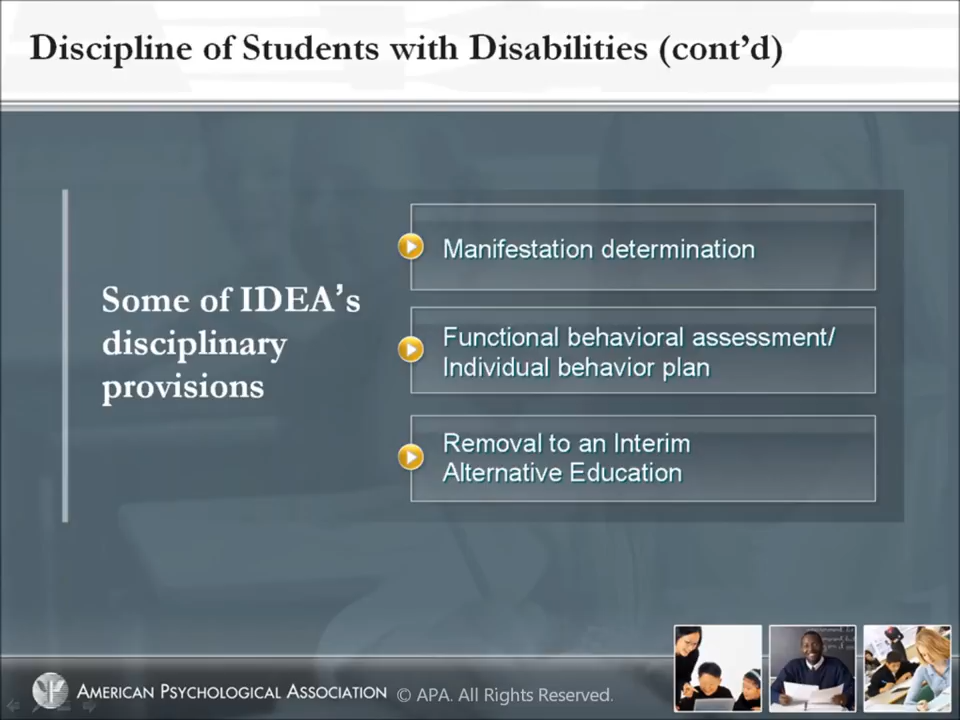 Discipline of Students with Disabilities (cont’d)
Some of IDEA’s
disciplinary
provisions
Manifestation determination
Functional behavioral assessment/
Individual behavior plan
Removal to an Interim
Alternative Education
AMERICAN PSYCHOLOGICAL ASSOCIATION © APA. All Rights Reserved.